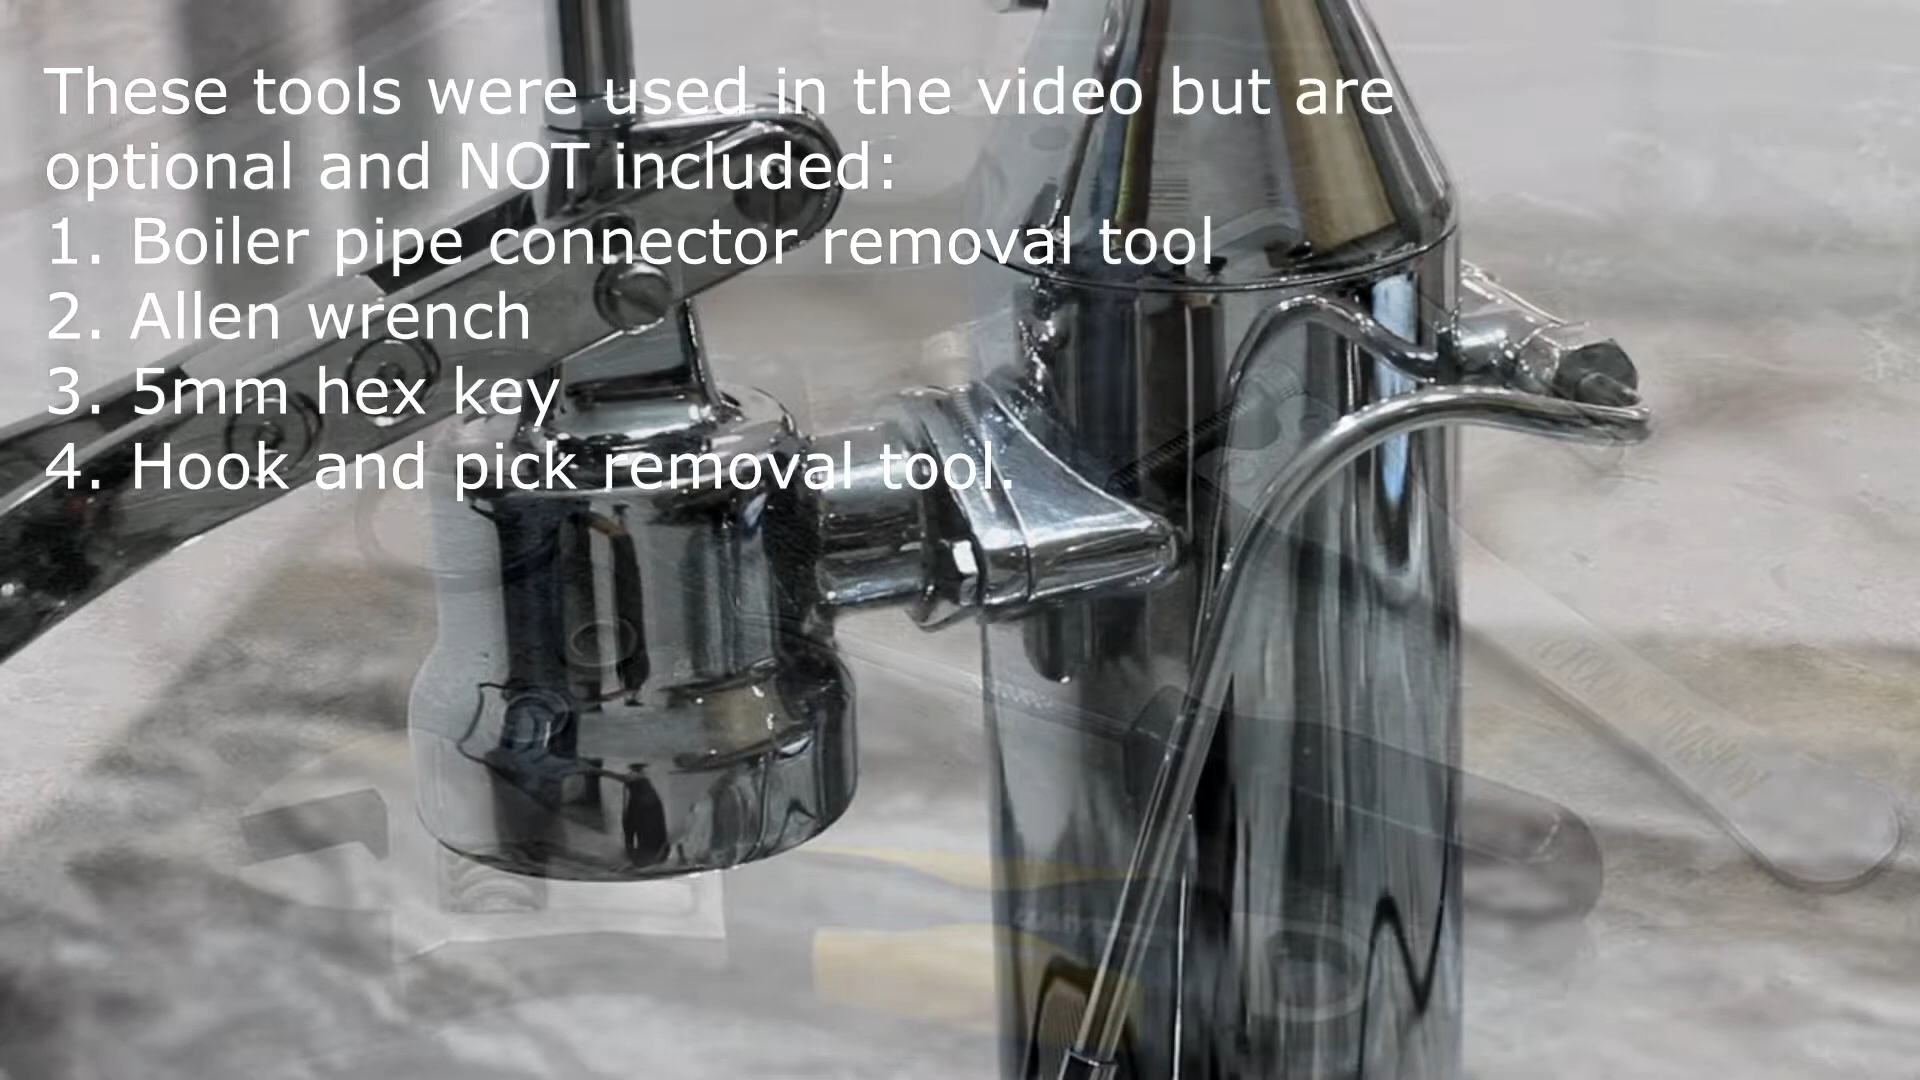 These tools were used in the video but are
optional and NOT included:
1. Boiler pipe connector removal tool
2. Allen wrench
3. 5mm hex key
4. Hook and pick removal tool.